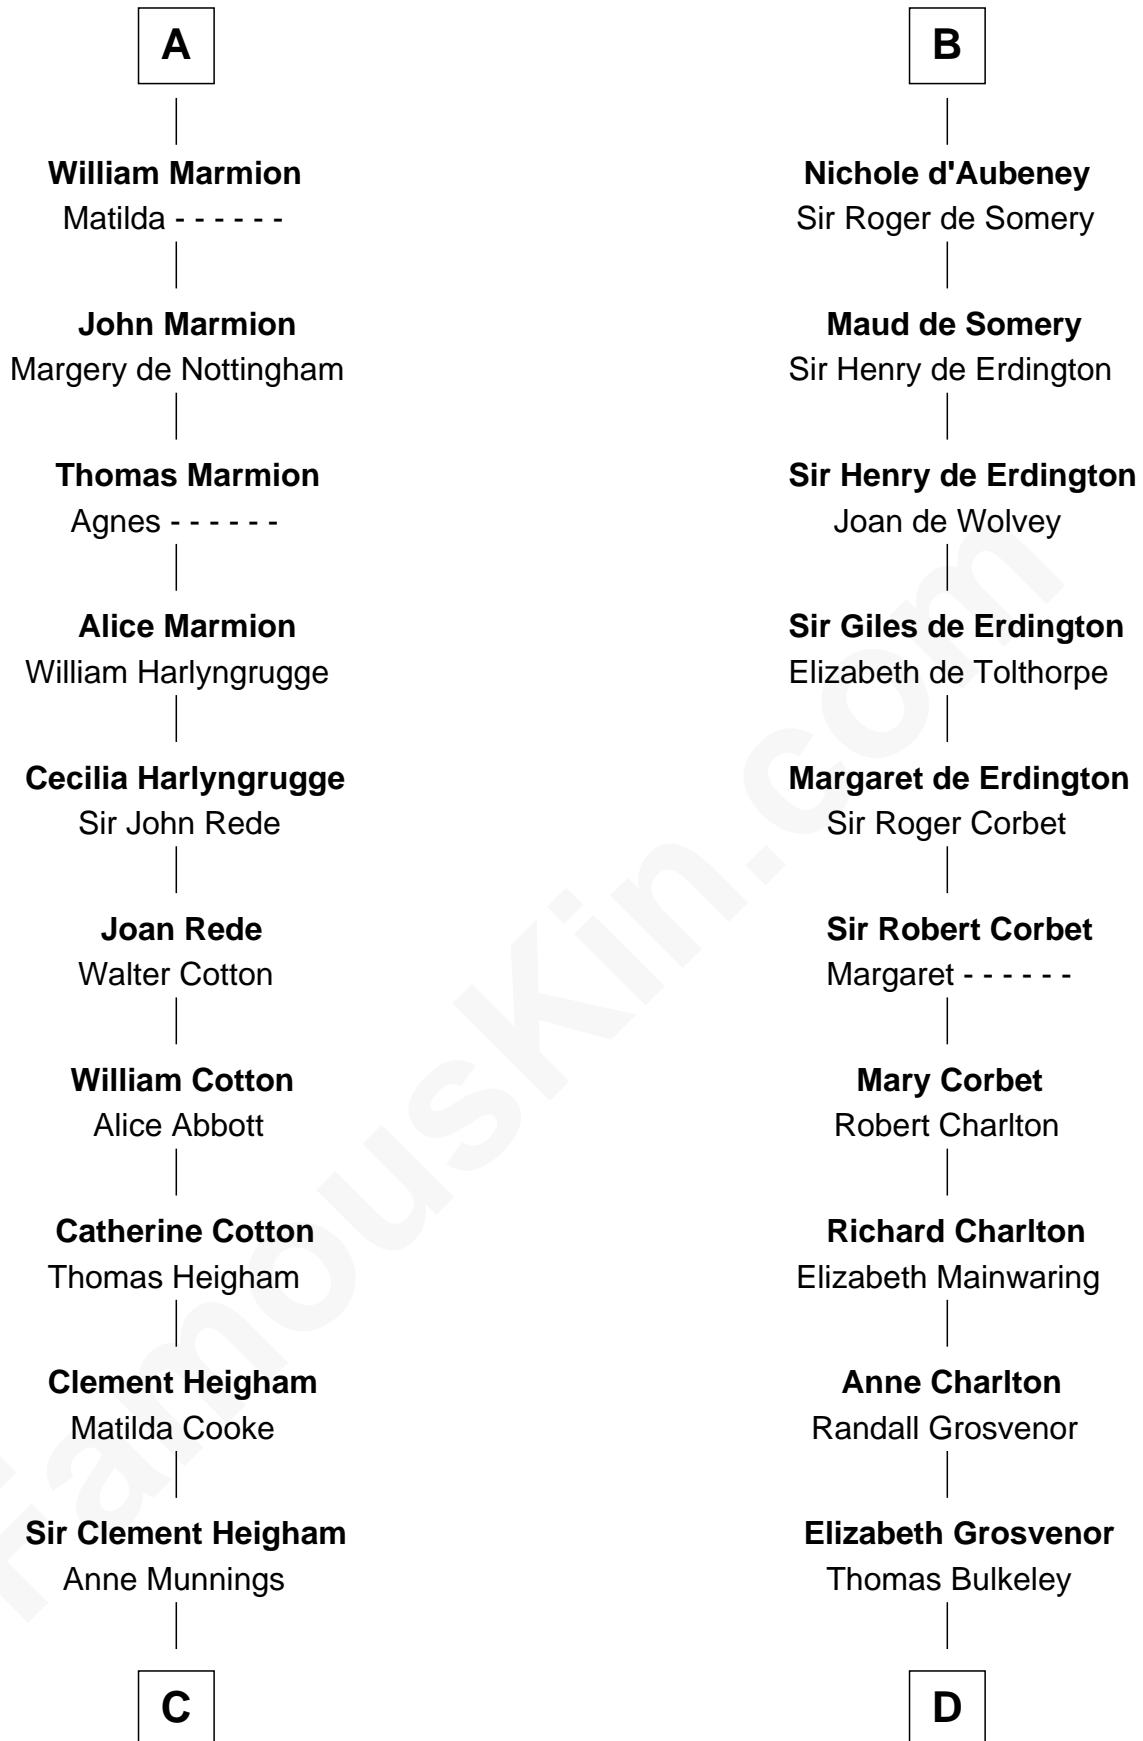 A
William Marmion
Matilda - - - - - -
John Marmion
Margery de Nottingham
Thomas Marmion
Agnes - - - - - -
Alice Marmion
William Harlyngrugge
Cecilia Harlyngrugge
Sir John Rede
Joan Rede
Walter Cotton
William Cotton
Alice Abbott
Catherine Cotton
Thomas Heigham
Clement Heigham
Matilda Cooke
Sir Clement Heigham
Anne Munnings
C
B
Nichole d'Aubeney
Sir Roger de Somery
Maud de Somery
Sir Henry de Erdington
Sir Henry de Erdington
Joan de Wolvey
Sir Giles de Erdington
Elizabeth de Tolthorpe
Margaret de Erdington
Sir Roger Corbet
Sir Robert Corbet
Margaret - - - - - -
Mary Corbet
Robert Charlton
Richard Charlton
Elizabeth Mainwaring
Anne Charlton
Randall Grosvenor
Elizabeth Grosvenor
Thomas Bulkeley
D
FamousKin.com